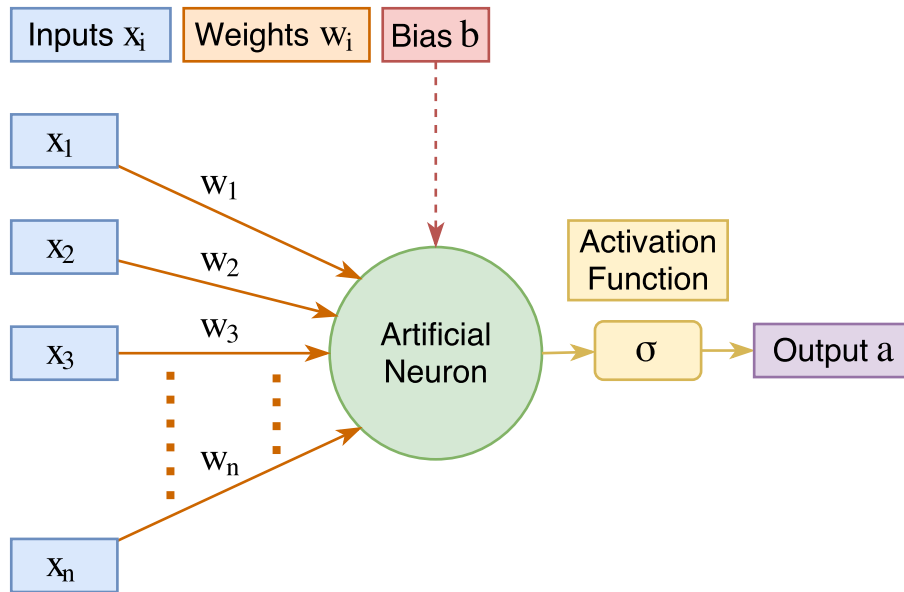 Inputs xᵢ
Weights wᵢ
Bias b
x₁
w₁
x₂
w₂
Activation
Function
x₃
w₃
Artificial
Neuron
σ
Output a
wₙ
xₙ